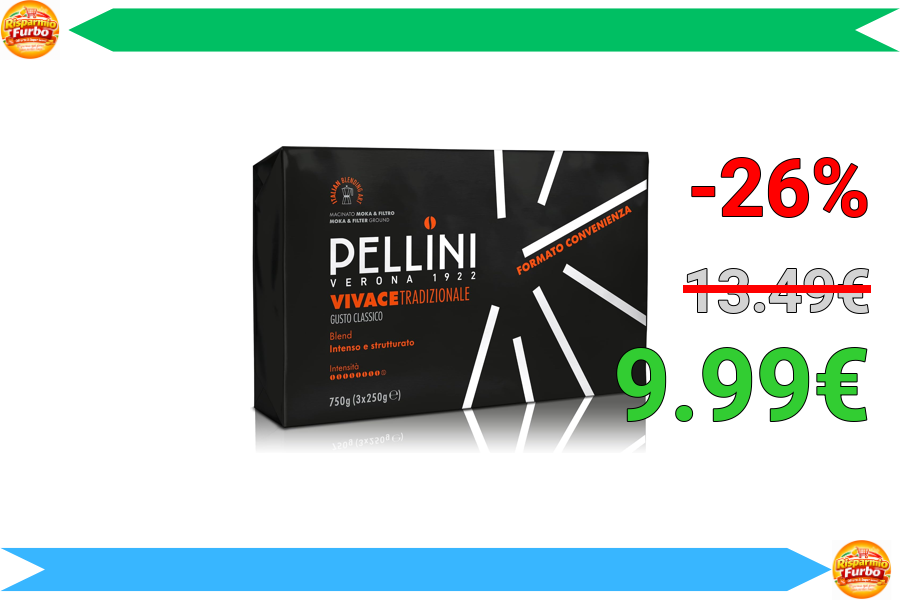 Risparmio
Furbo
ITALIAN BLENDING ART
MACINATO MOKA & FILTRO
MOKA & FILTER GROUND
PELLINI
VERONA 1922
VIVACE TRADIZIONALE
GUSTO CLASSICO
Blend
Intenso e strutturato
Intensità
750g (3x250g℮)
FORMATO CONVENIENZA
-26%
13.49€
9.99€
Risparmio
Furbo